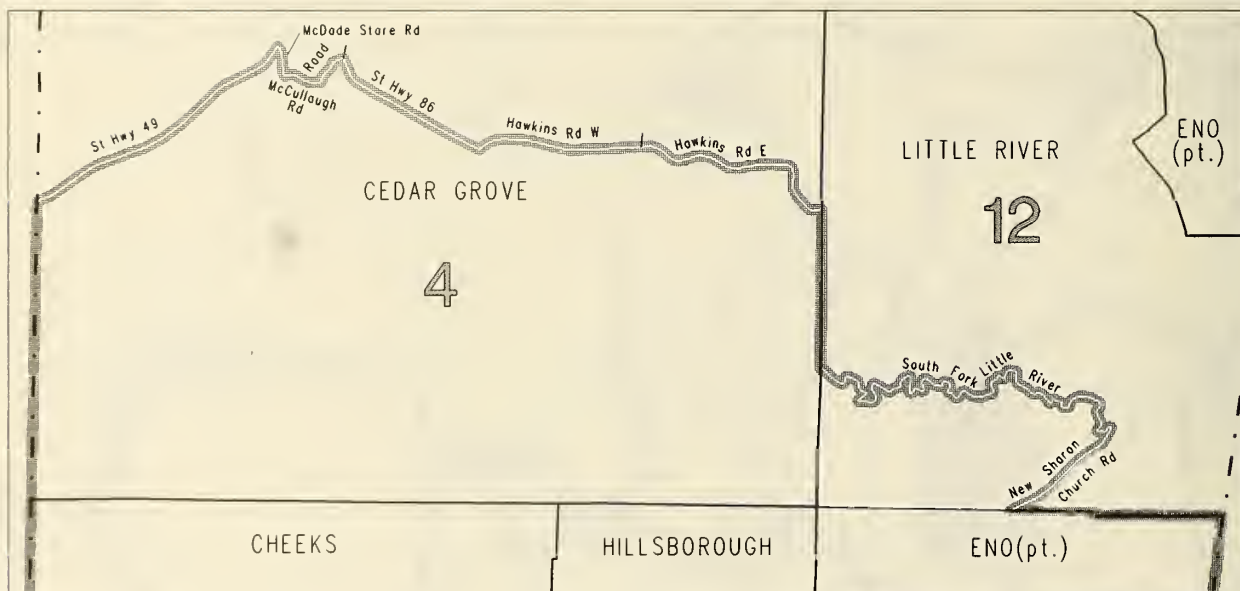 McDade Store Rd
Road
McCullaugh
Rd
St Hwy 86
St Hwy 49
Hawkins Rd W
Hawkins Rd E
CEDAR GROVE
4
LITTLE RIVER
12
ENO
(pt.)
South Fork Little River
New Sharon
Church Rd
CHEEKS
HILLSBOROUGH
ENO(pt.)